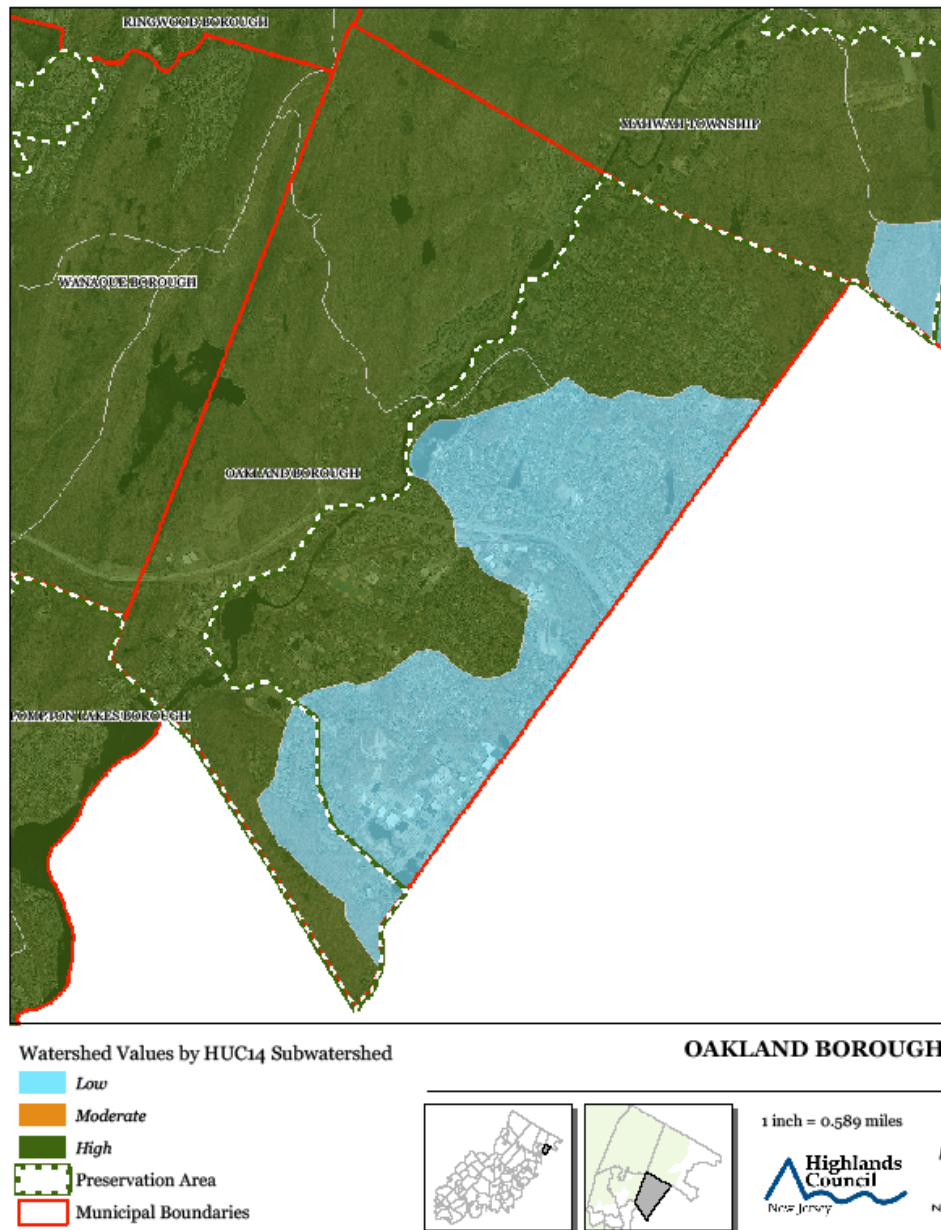 RINGWOOD BOROUGH
MAHWAH TOWNSHIP
WANAQUE BOROUGH
OAKLAND BOROUGH
POMPTON LAKES BOROUGH
Watershed Values by HUC14 Subwatershed
Low
Moderate
High
Preservation Area
Municipal Boundaries
OAKLAND BOROUGH
1 inch = 0.589 miles
Highlands
Council
New Jersey